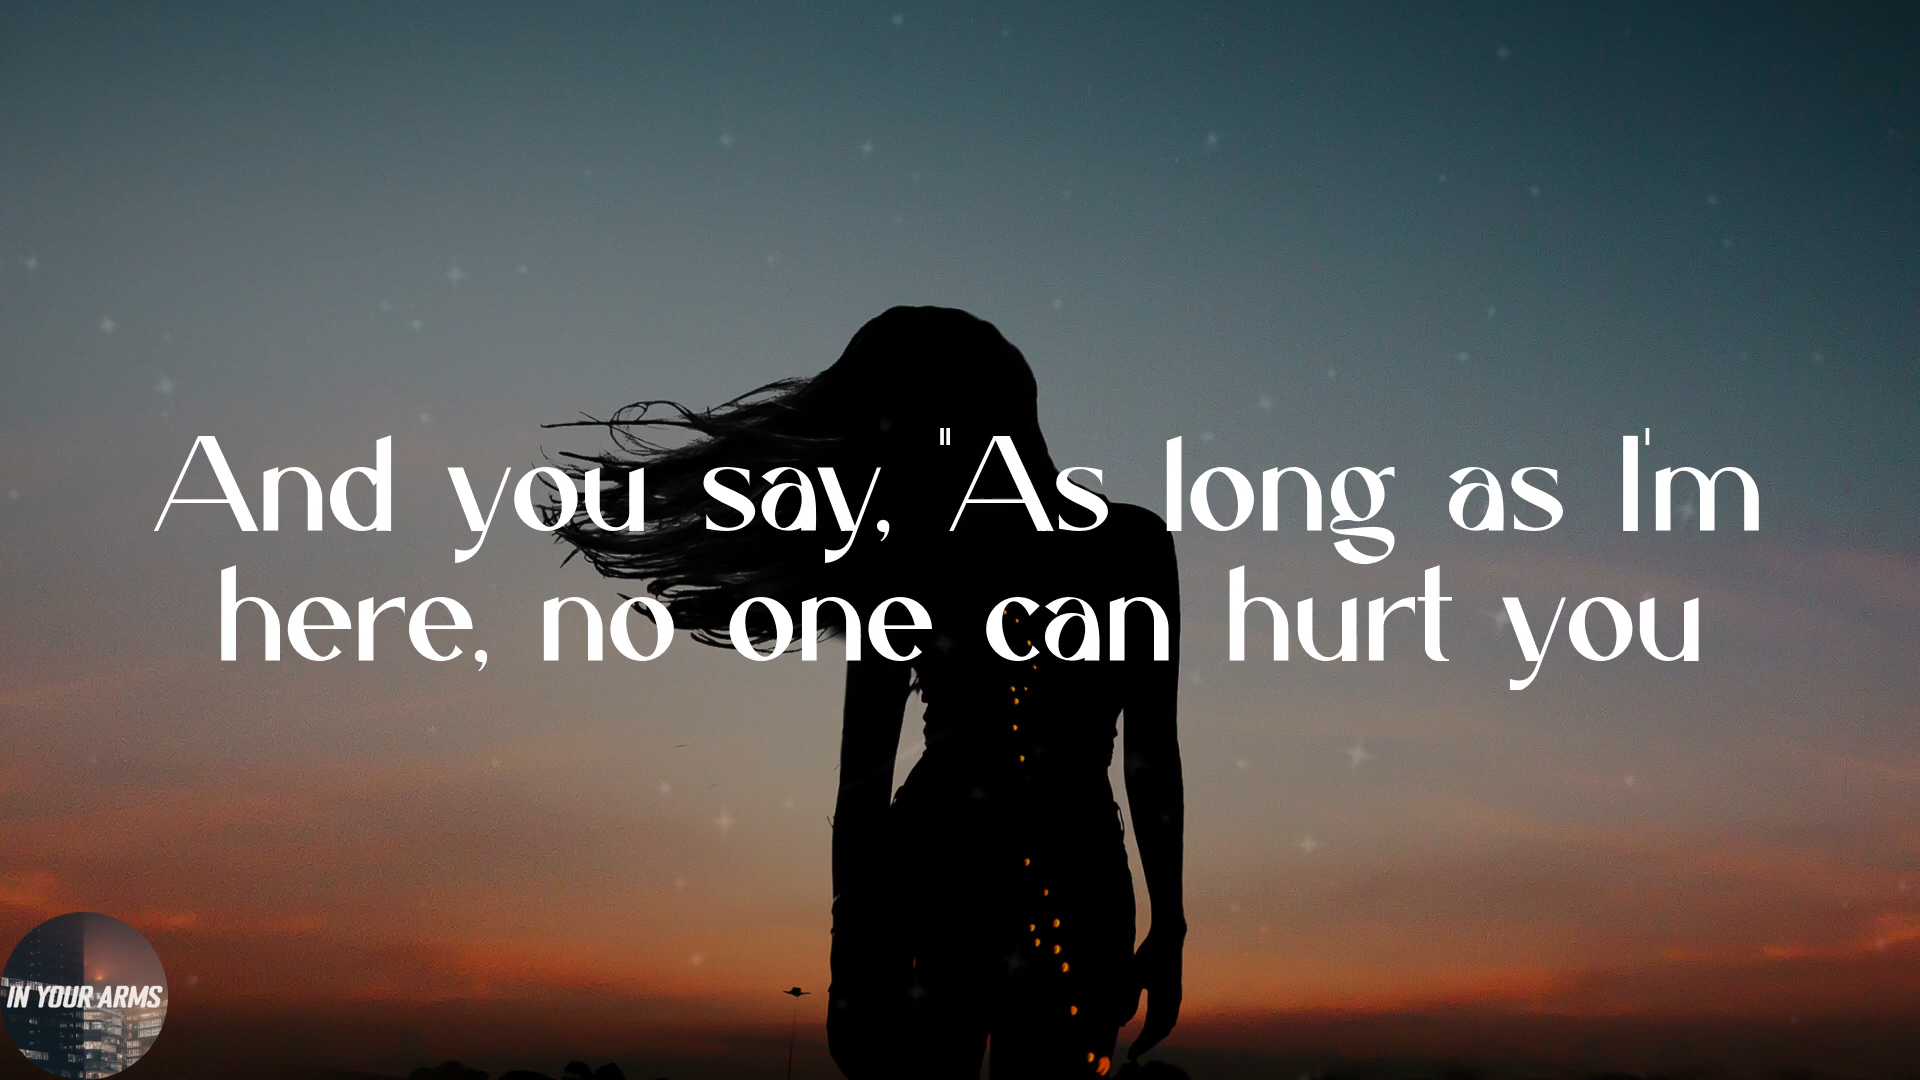 And you say, "As long as I'm
here, no one can hurt you
IN YOUR ARMS